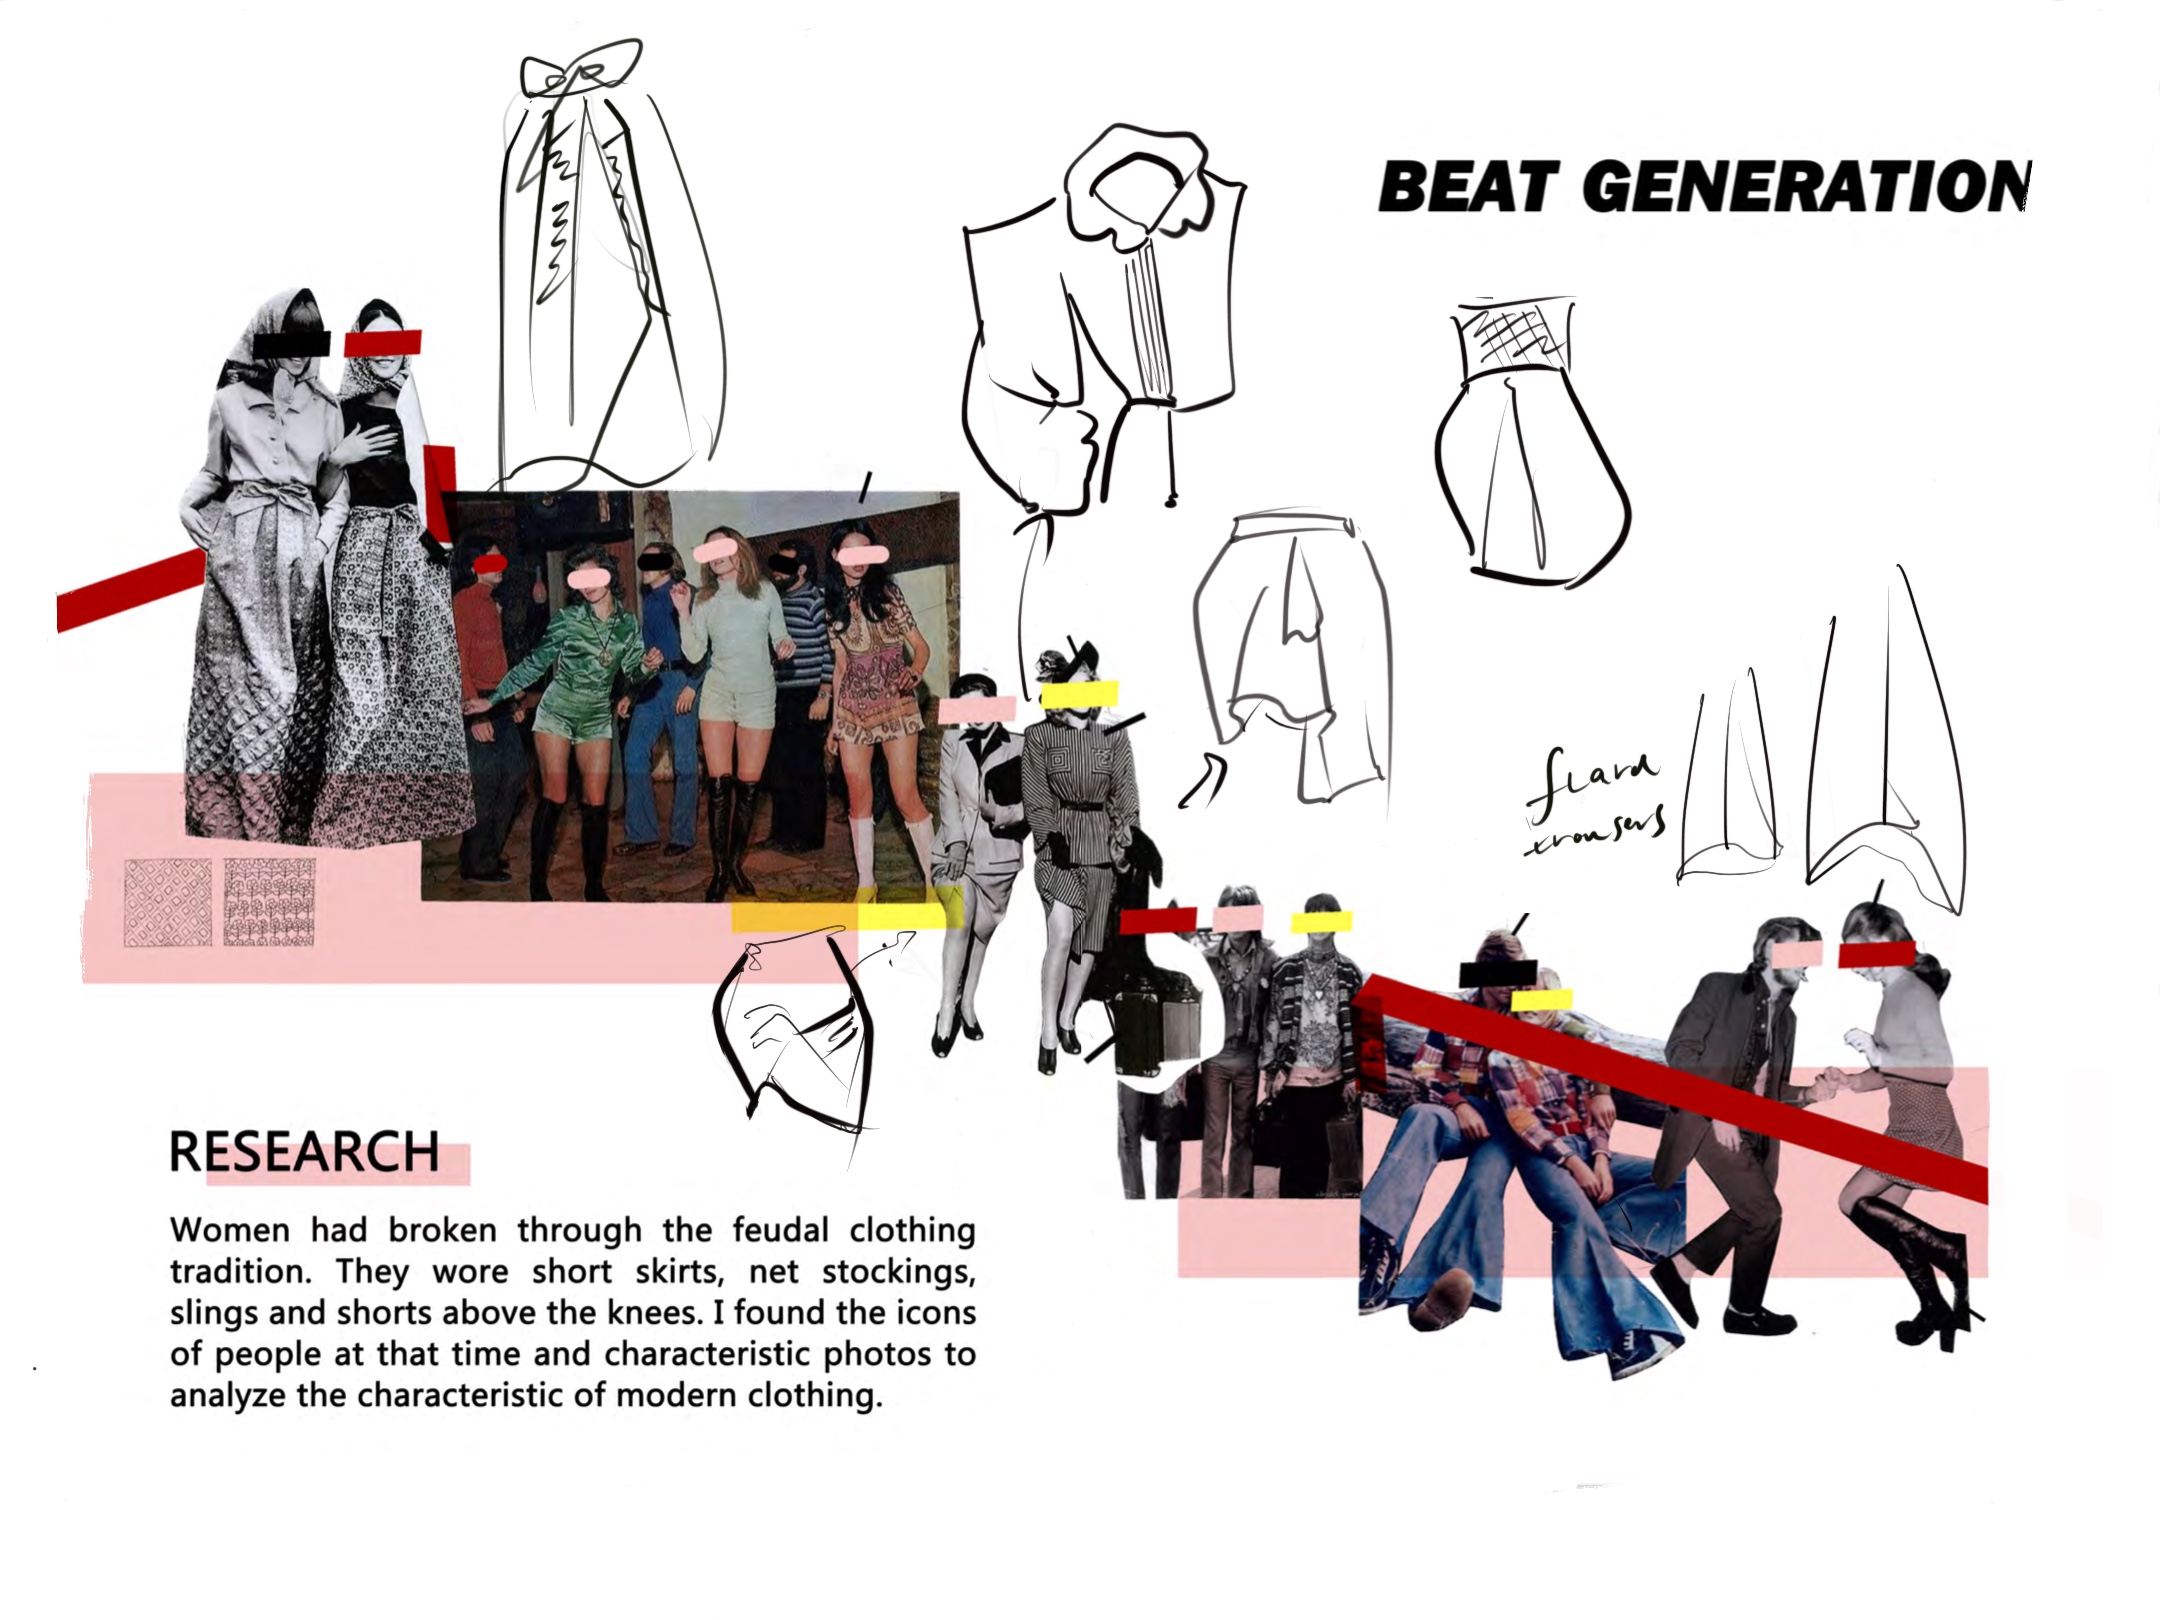 BEAT GENERATION
flard
trousers
RESEARCH
Women had broken through the feudal clothing
tradition. They wore short skirts, net stockings,
slings and shorts above the knees. I found the icons
of people at that time and characteristic photos to
analyze the characteristic of modern clothing.